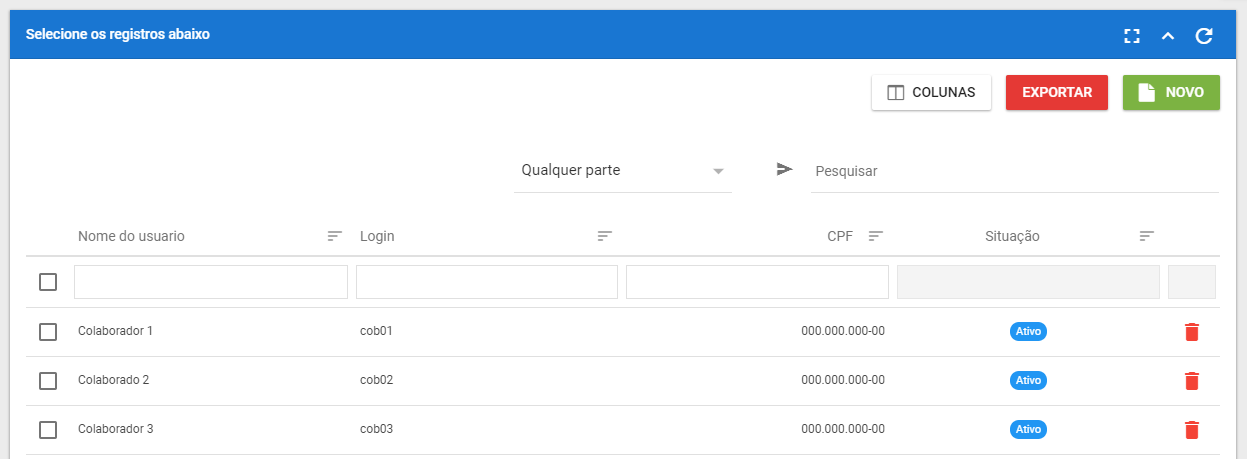 Selecione os registros abaixo
COLUNAS EXPORTAR NOVO
Qualquer parte Pesquisar
Nome do usuario Login CPF Situação
Colaborador 1 cob01 000.000.000-00 Ativo
Colaborado 2 cob02 000.000.000-00 Ativo
Colaborador 3 cob03 000.000.000-00 Ativo